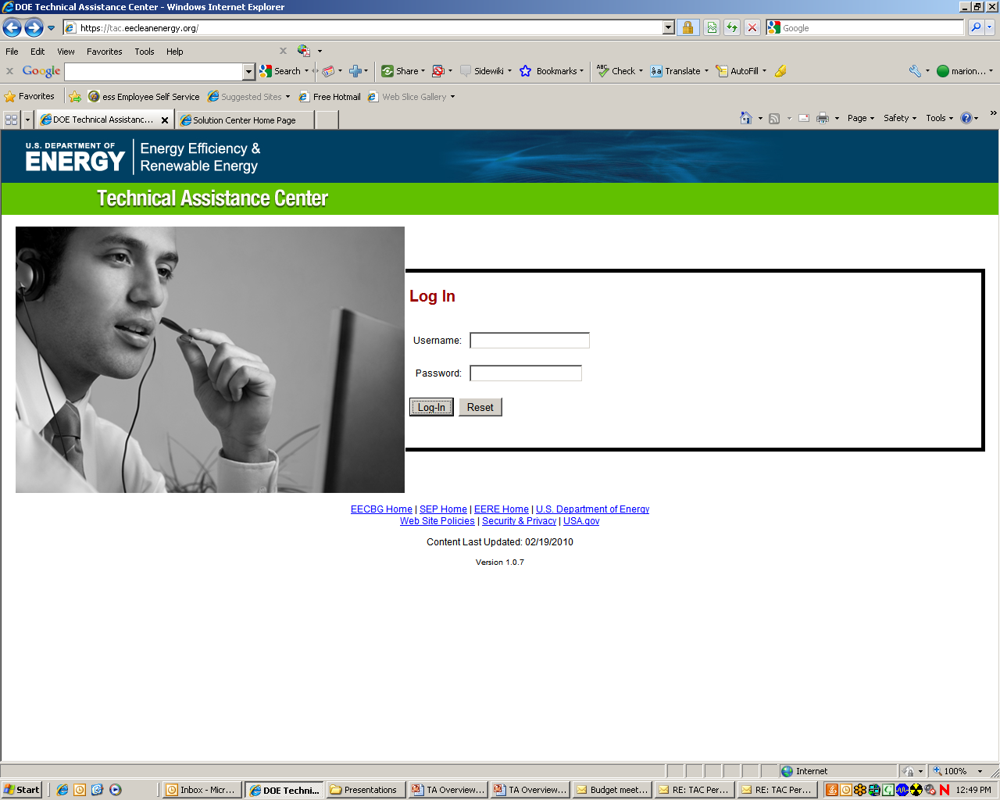 DOE Technical Assistance Center - Windows Internet Explorer
https://tac.eecleanenergy.org/
Google
File Edit View Favorites Tools Help
Google Search Share Sidewiki Bookmarks Check Translate AutoFill marion...
Favorites ess Employee Self Service Suggested Sites Free Hotmail Web Slice Gallery
DOE Technical Assistanc... Solution Center Home Page Page Safety Tools
U.S. DEPARTMENT OF
ENERGY
Energy Efficiency &
Renewable Energy
Technical Assistance Center
Log In
Username:
Password:
Log-In Reset
EECBG Home | SEP Home | EERE Home | U.S. Department of Energy
Web Site Policies | Security & Privacy | USA.gov
Content Last Updated: 02/19/2010
Version 1.0.7
Internet 100%
Start Inbox - Micr... DOE Techni... Presentations TA Overview... TA Overview... Budget meet... RE: TAC Per... RE: TAC Per... 12:49 PM